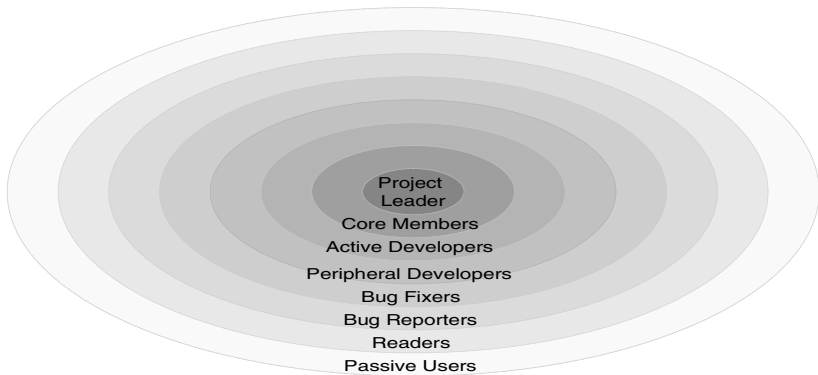 Project
Leader
Core Members
Active Developers
Peripheral Developers
Bug Fixers
Bug Reporters
Readers
Passive Users